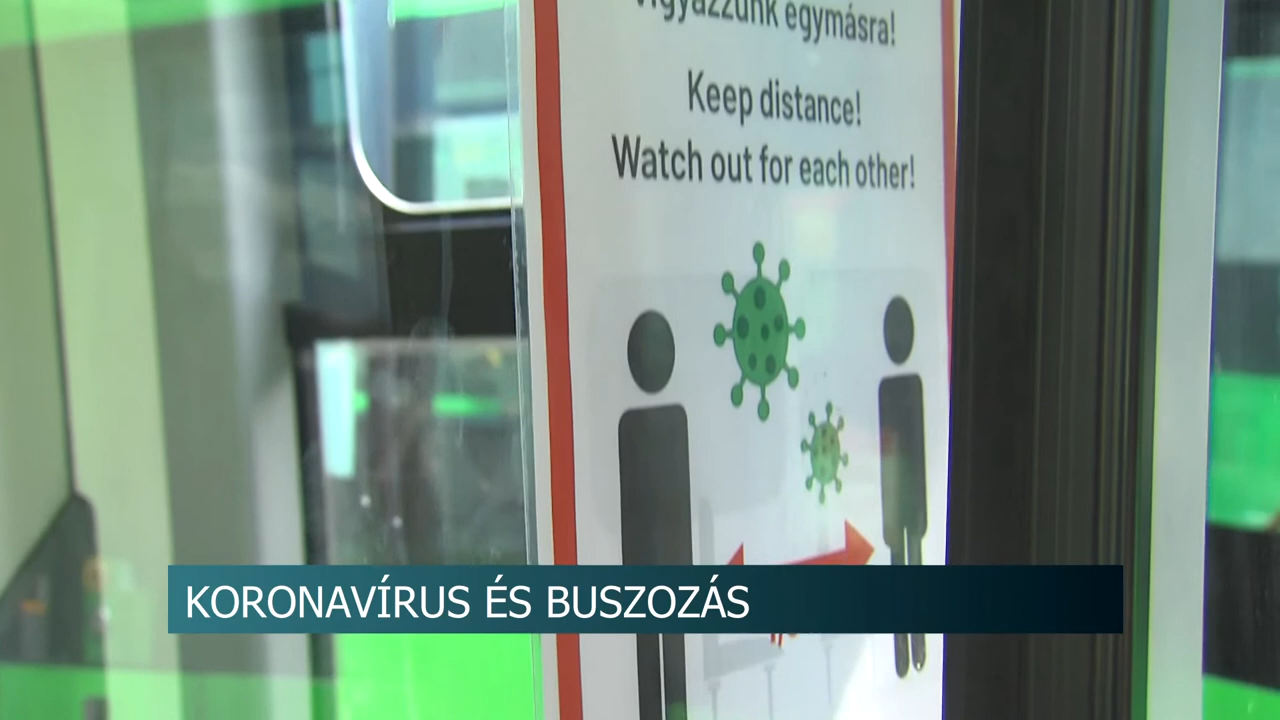 Vigyázzunk egymásra!
Keep distance!
Watch out for each other!
KORONAVÍRUS ÉS BUSZOZÁS